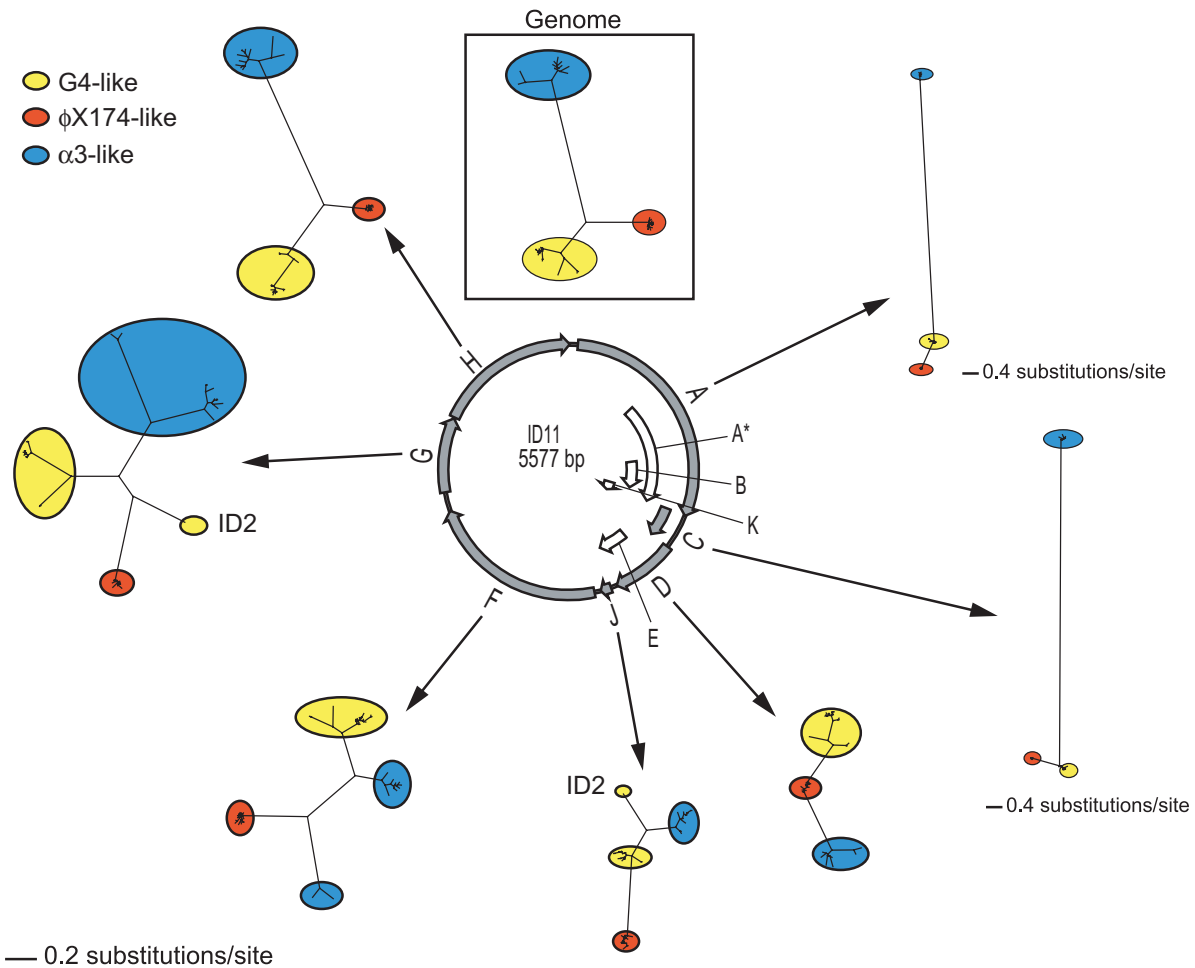 Genome
G4-like
ϕX174-like
α3-like
0.4 substitutions/site
H
A
ID11
5577 bp
A*
G
B
ID2
K
C
F
D
J
E
ID2
0.4 substitutions/site
0.2 substitutions/site